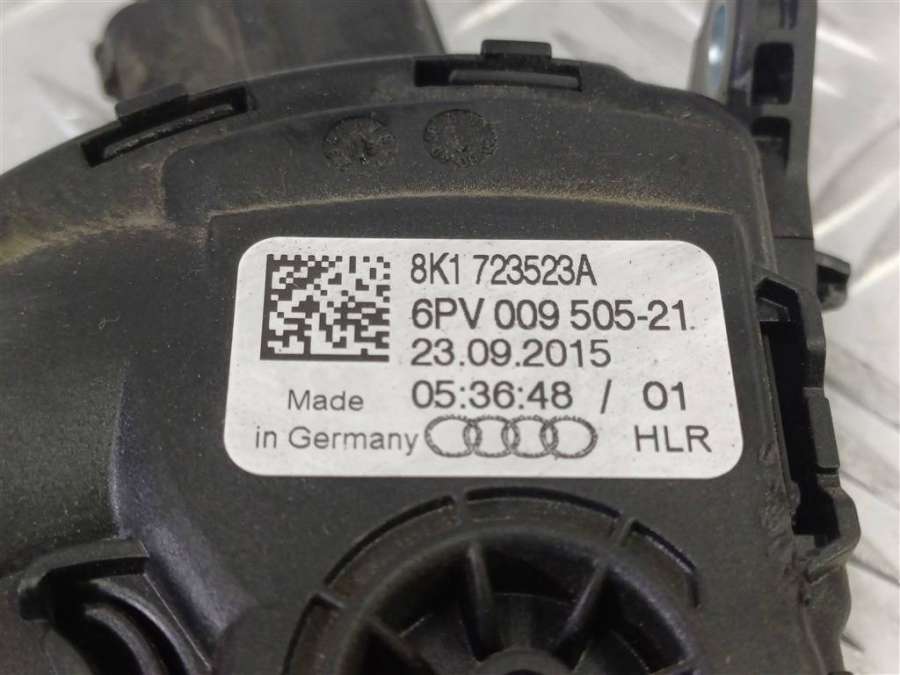 8K1 723523A
6PV 009 505-21.
23.09.2015
05:36:48 / 01
Made
in Germany
HLR